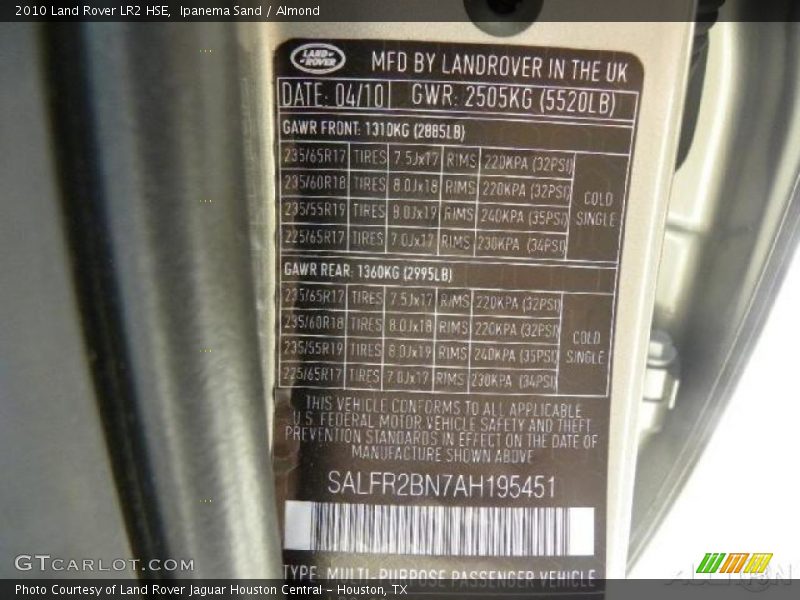 2010 Land Rover LR2 HSE,  Ipanema Sand / Almond
LAND-
-ROVER
MFD BY LANDROVER IN THE UK
DATE: 04/10 GWR: 2505KG (5520LB)
GAWR FRONT: 1310KG (2885LB)
235/65R17 TIRES 7.5Jx17 RIMS 220KPA (32PSI)
235/60R18 TIRES 8.0Jx18 RIMS 220KPA (32PSI)
235/55R19 TIRES 8.0Jx19 RIMS 240KPA (35PSI)
225/65R17 TIRES 7.0Jx17 RIMS 230KPA (34PSI)
COLD
SINGLE
GAWR REAR: 1360KG (2995LB)
235/65R17 TIRES 7.5Jx17 RIMS 220KPA (32PSI)
235/60R18 TIRES 8.0Jx18 RIMS 220KPA (32PSI)
235/55R19 TIRES 8.0Jx19 RIMS 240KPA (35PSI)
225/65R17 TIRES 7.0Jx17 RIMS 230KPA (34PSI)
COLD
SINGLE
THIS VEHICLE CONFORMS TO ALL APPLICABLE
U.S. FEDERAL MOTOR VEHICLE SAFETY AND THEFT
PREVENTION STANDARDS IN EFFECT ON THE DATE OF
MANUFACTURE SHOWN ABOVE
SALFR2BN7AH195451
TYPE: MULTI-PURPOSE PASSENGER VEHICLE
GTCARLOT.COM
Photo Courtesy of Land Rover Jaguar Houston Central - Houston, TX